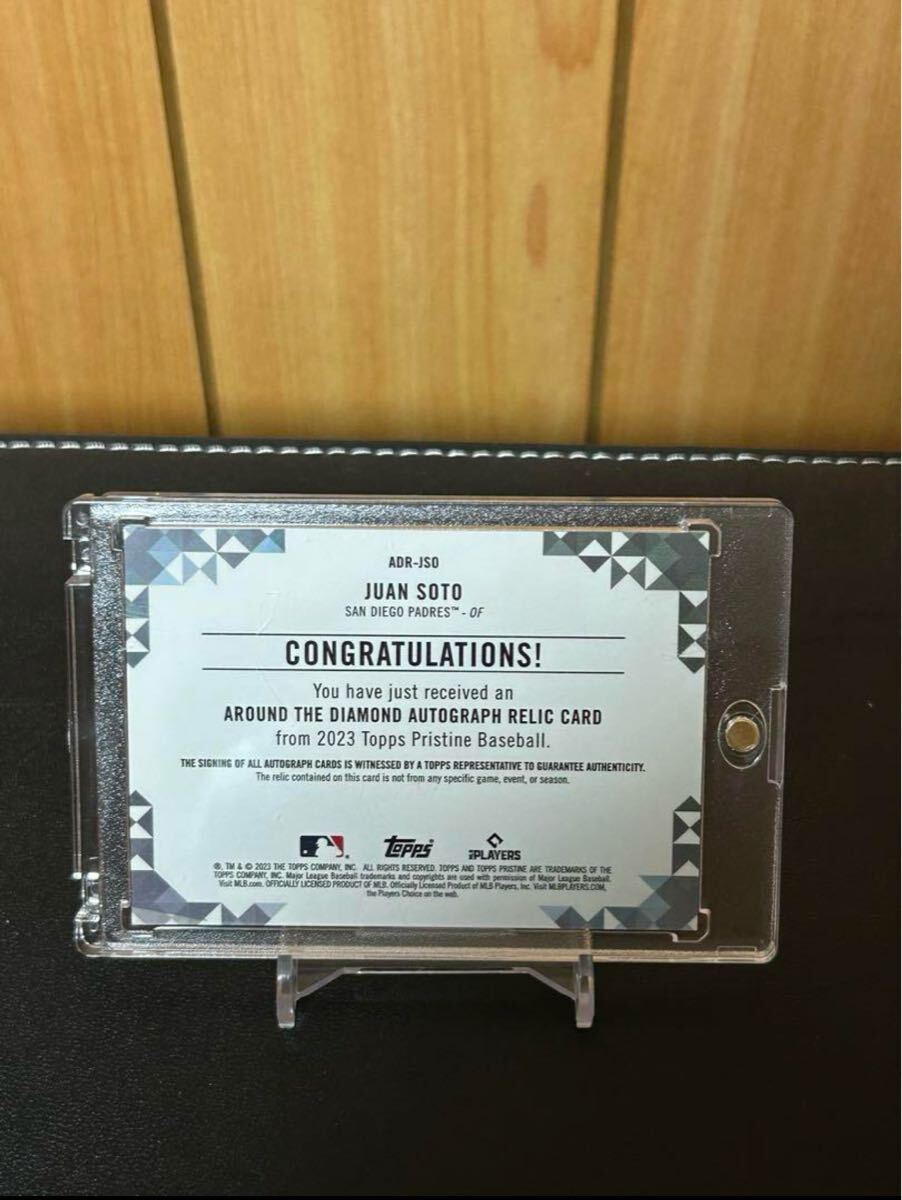 ADR-JSO
JUAN SOTO
SAN DIEGO PADRES™ - OF
CONGRATULATIONS!
You have just received an
AROUND THE DIAMOND AUTOGRAPH RELIC CARD
from 2023 Topps Pristine Baseball.
THE SIGNING OF ALL AUTOGRAPH CARDS IS WITNESSED BY A TOPPS REPRESENTATIVE TO GUARANTEE AUTHENTICITY.
The relic contained on this card is not from any specific game, event, or season.
topps PLAYERS
®, TM & © 2023 THE TOPPS COMPANY, INC. ALL RIGHTS RESERVED. TOPPS AND TOPPS PRISTINE ARE TRADEMARKS OF THE
TOPPS COMPANY, INC. Major League Baseball trademarks and copyrights are used with permission of Major League Baseball.
Visit MLB.com. OFFICIALLY LICENSED PRODUCT OF MLB. Officially Licensed Product of MLB Players, Inc. Visit MLBPLAYERS.COM,
the Players Choice on the web.